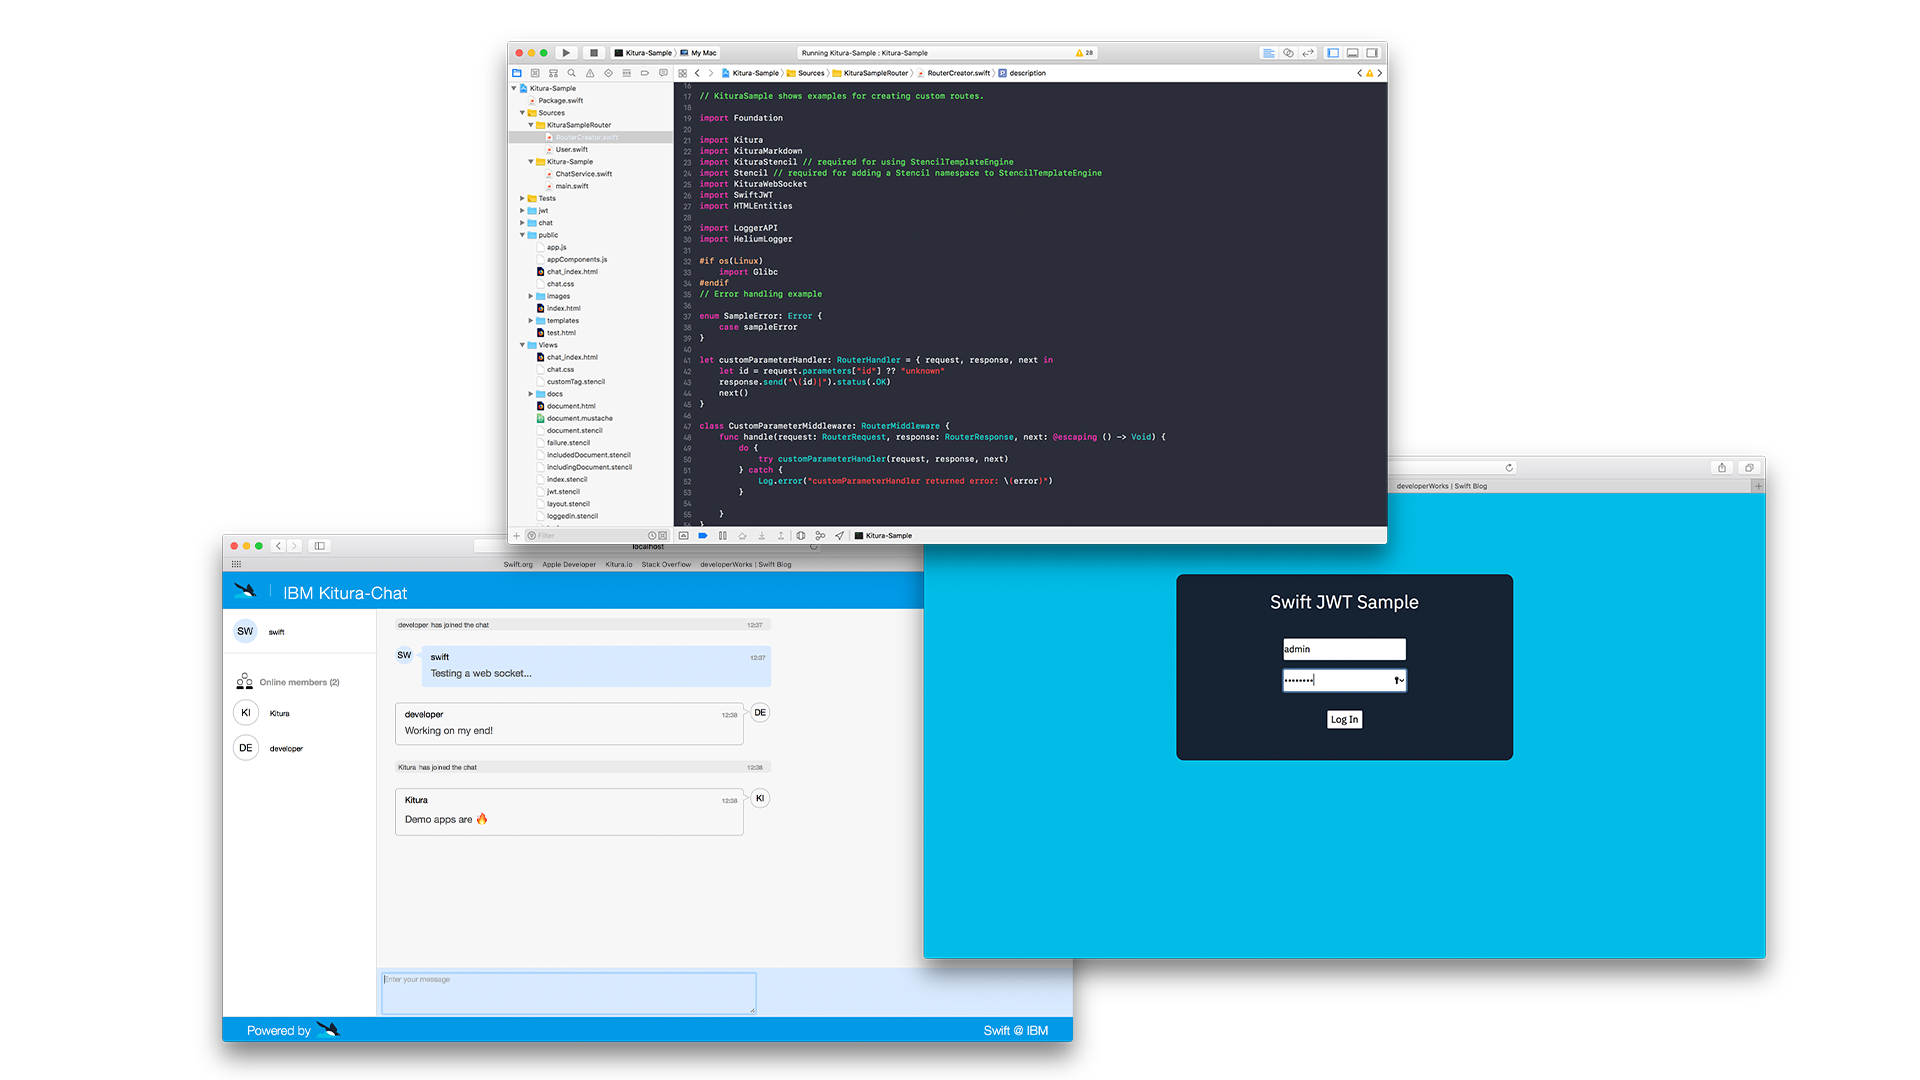 Kitura-Sample My Mac
Running Kitura-Sample : Kitura-Sample
28
Kitura-Sample Sources KituraSampleRouter RouterCreator.swift description
Kitura-Sample
Package.swift
Sources
KituraSampleRouter
RouterCreator.swift
User.swift
Kitura-Sample
ChatService.swift
main.swift
Tests
jwt
chat
public
app.js
appComponents.js
chat_index.html
chat.css
images
index.html
templates
test.html
Views
chat_index.html
chat.css
customTag.stencil
docs
document.html
document.mustache
document.stencil
failure.stencil
includedDocument.stencil
includingDocument.stencil
index.stencil
jwt.stencil
layout.stencil
loggedin.stencil
Filter
16
17 // KituraSample shows examples for creating custom routes.
18
19 import Foundation
20
21 import Kitura
22 import KituraMarkdown
23 import KituraStencil // required for using StencilTemplateEngine
24 import Stencil // required for adding a Stencil namespace to StencilTemplateEngine
25 import KituraWebSocket
26 import SwiftJWT
27 import HTMLEntities
28
29 import LoggerAPI
30 import HeliumLogger
31
32 #if os(Linux)
33 import Glibc
34 #endif
35 // Error handling example
36
37 enum SampleError: Error {
38 case sampleError
39 }
40
41 let customParameterHandler: RouterHandler = { request, response, next in
42 let id = request.parameters["id"] ?? "unknown"
43 response.send("\(id)|").status(.OK)
44 next()
45 }
46
47 class CustomParameterMiddleware: RouterMiddleware {
48 func handle(request: RouterRequest, response: RouterResponse, next: @escaping () -> Void) {
49 do {
50 try customParameterHandler(request, response, next)
51 } catch {
52 Log.error("customParameterHandler returned error: \(error)")
53 }
54
55 }
56 }
Kitura-Sample
localhost
Swift.org Apple Developer Kitura.io Stack Overflow developerWorks | Swift Blog
IBM Kitura-Chat
SW swift
Online members (2)
KI Kitura
DE developer
developer has joined the chat 12:37
SW swift 12:37
Testing a web socket...
developer 12:38 DE
Working on my end!
Kitura has joined the chat 12:38
Kitura 12:38 KI
Demo apps are 🔥
Enter your message
Powered by
Swift @ IBM
developerWorks | Swift Blog
Swift JWT Sample
admin
••••••••
Log In